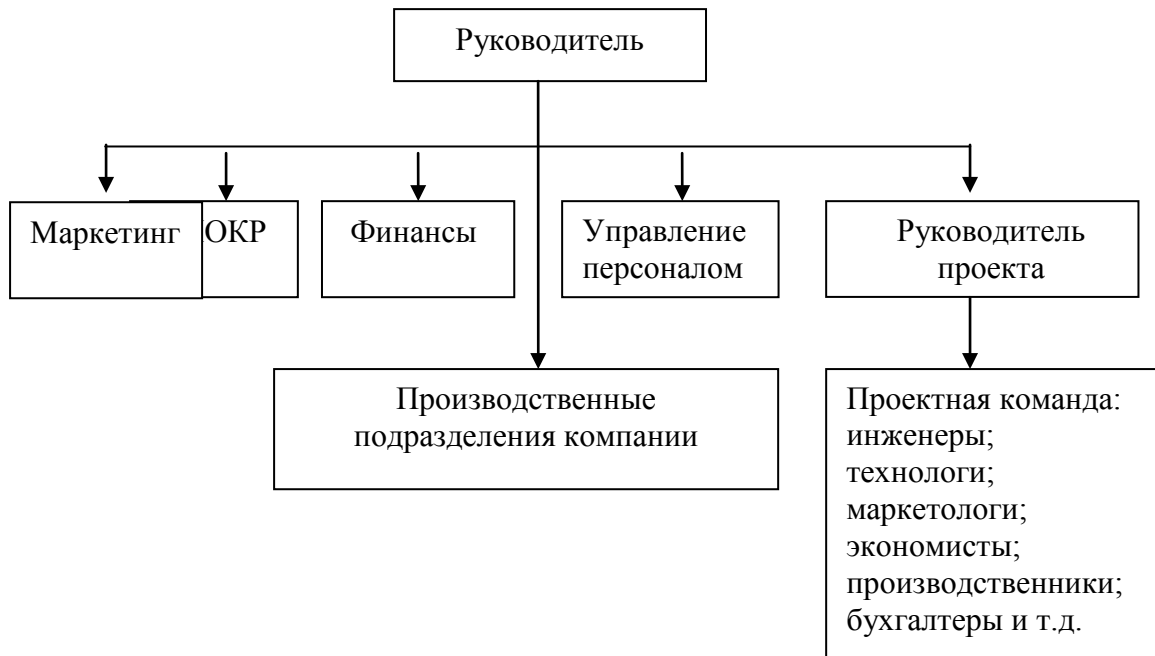 Руководитель
Маркетинг
ОКР
Финансы
Управление
персоналом
Руководитель
проекта
Производственные
подразделения компании
Проектная команда:
инженеры;
технологи;
маркетологи;
экономисты;
производственники;
бухгалтеры и т.д.